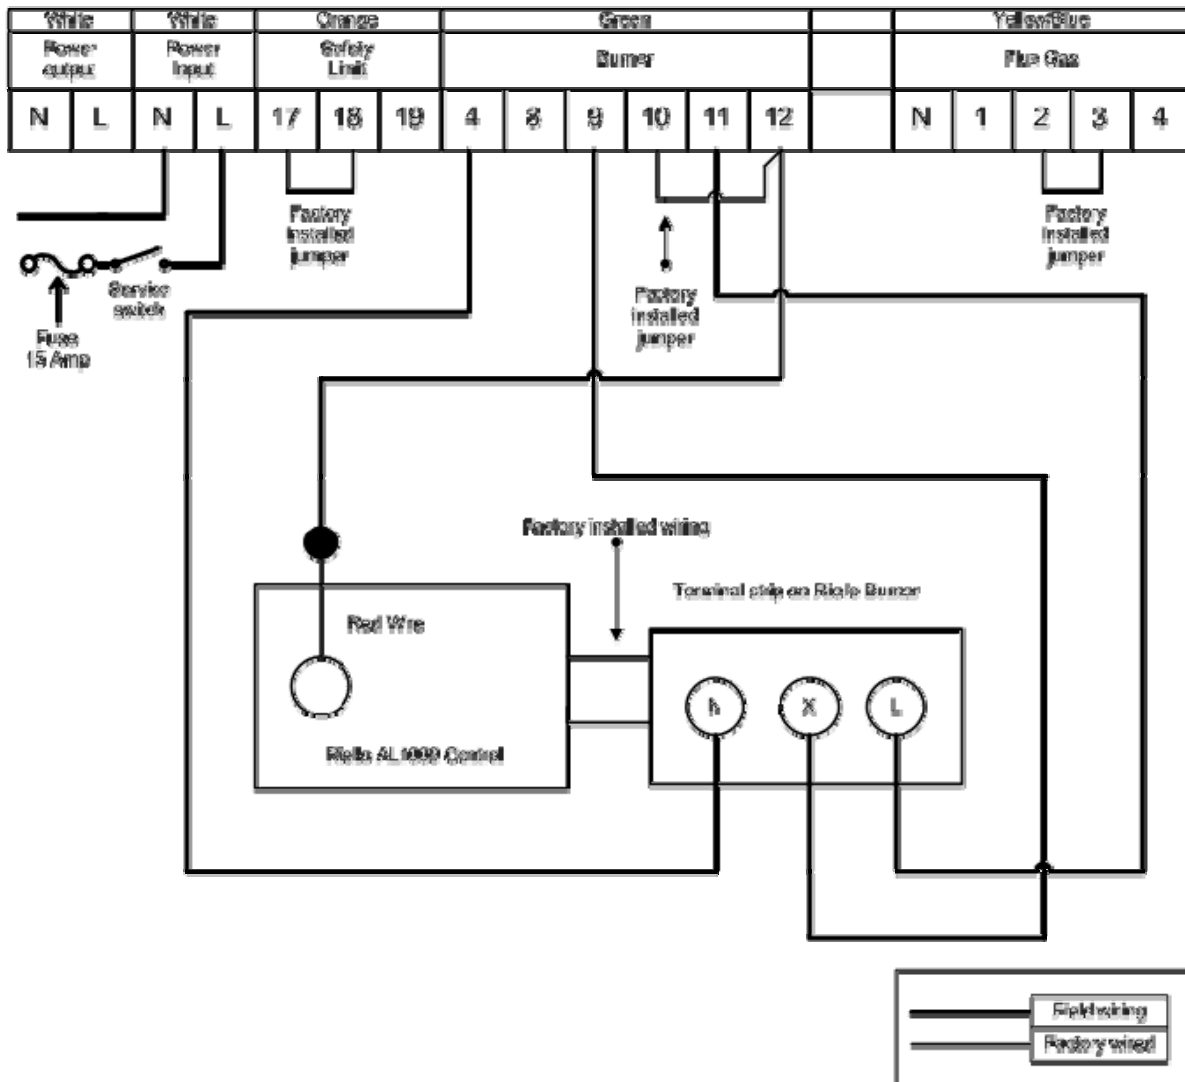 White White Orange Green Yellow/Blue
Power output
Power Input
Safety Limit
Burner
Flue Gas
N L N L 17 18 19 4 8 9 10 11 12 N 1 2 3 4
Factory
installed
jumper
Service
switch
Fuse
15 Amp
Factory
installed
jumper
Factory
installed
jumper
Factory installed wiring
Terminal strip on Riello Burner
Red Wire
X L
Riello Control
Field wiring
Factory wired